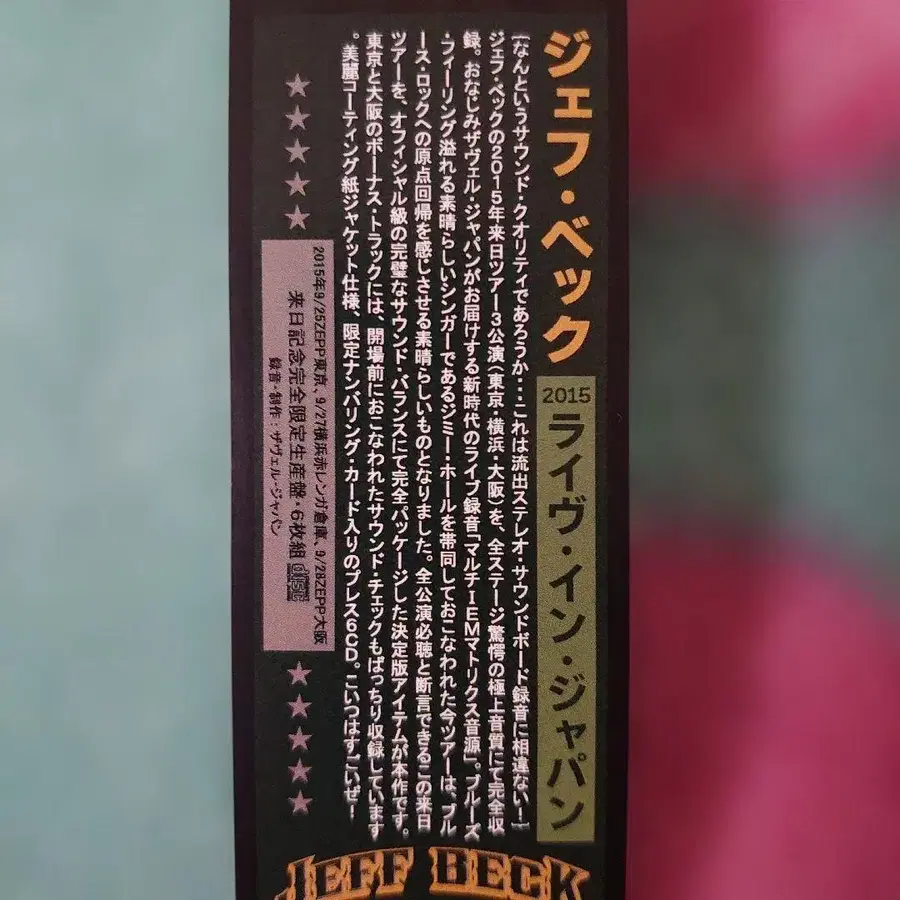 ジェフ・ベック
2015 ライヴ・イン・ジャパン
「なんというサウンド・クオリティであろうか・・これは流出ステレオ・サウンドボード録音に相違ない!」
ジェフ・ベックの2015年来日ツアー3公演(東京・横浜・大阪)を、全ステージ驚愕の極上音質にて完全収
録。おなじみザヴェル・ジャパンがお届けする新時代のライブ録音「マルチIEMマトリクス音源」。ブルーズ
・フィーリング溢れる素晴らしいシンガーであるジミー・ホールを帯同しておこなわれた今ツアーは、ブル
ース・ロックへの原点回帰を感じさせる素晴らしいものとなりました。全公演必聴と断言できるこの来日
ツアーを、オフィシャル級の完璧なサウンド・バランスにて完全パッケージした決定版アイテムが本作です。
東京と大阪のボーナス・トラックには、開場前におこなわれたサウンド・チェックもばっちり収録しています
。美麗コーティング紙ジャケット仕様、限定ナンバリング・カード入りのプレス6CD。こいつはすごいぜー
2015年9/25ZEPP東京、9/27横浜赤レンガ倉庫、9/28ZEPP大阪
来日記念完全限定生産盤・6枚組 disc
録音・制作:ザヴェル・ジャパン
JEFF BECK